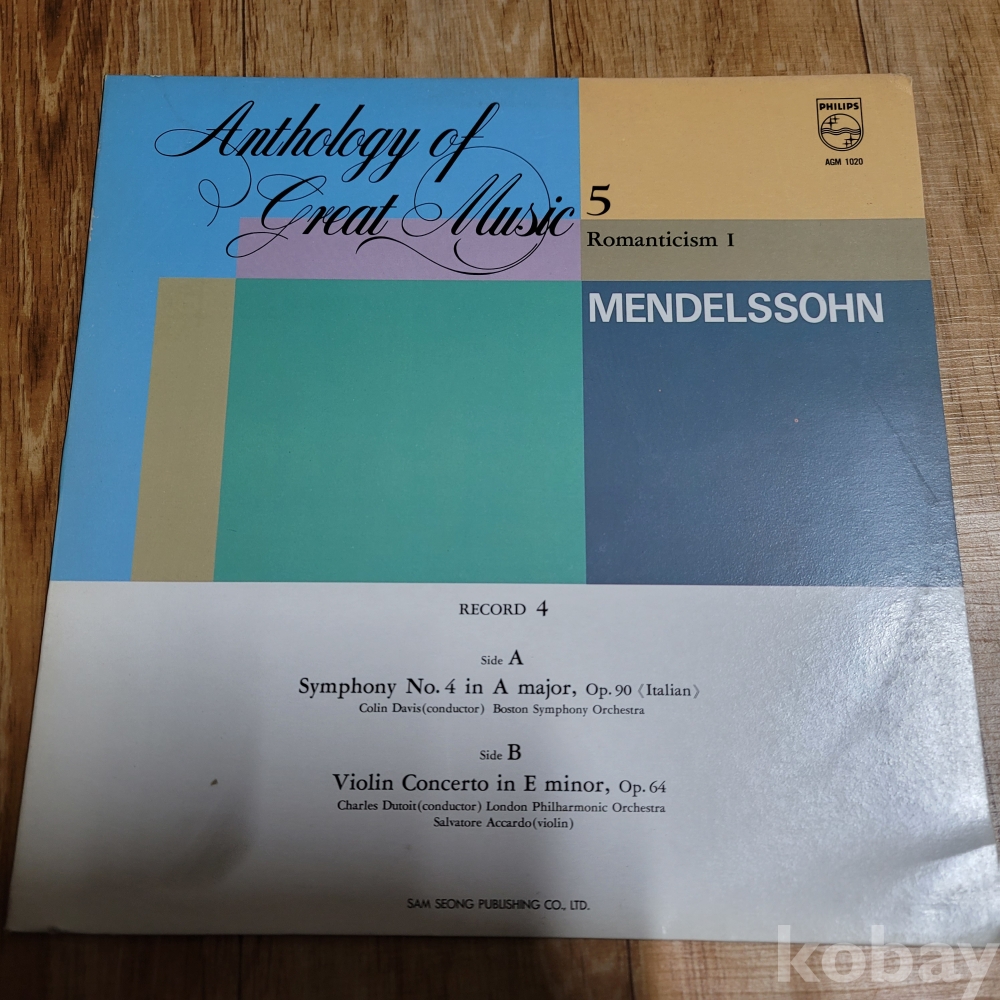 Anthology of
Great Music
5
Romanticism I
PHILIPS
AGM 1020
MENDELSSOHN
RECORD 4
Side A
Symphony No. 4 in A major, Op. 90 《Italian》
Colin Davis(conductor) Boston Symphony Orchestra
Side B
Violin Concerto in E minor, Op. 64
Charles Dutoit(conductor) London Philharmonic Orchestra
Salvatore Accardo(violin)
SAM SEONG PUBLISHING CO., LTD.
kobay